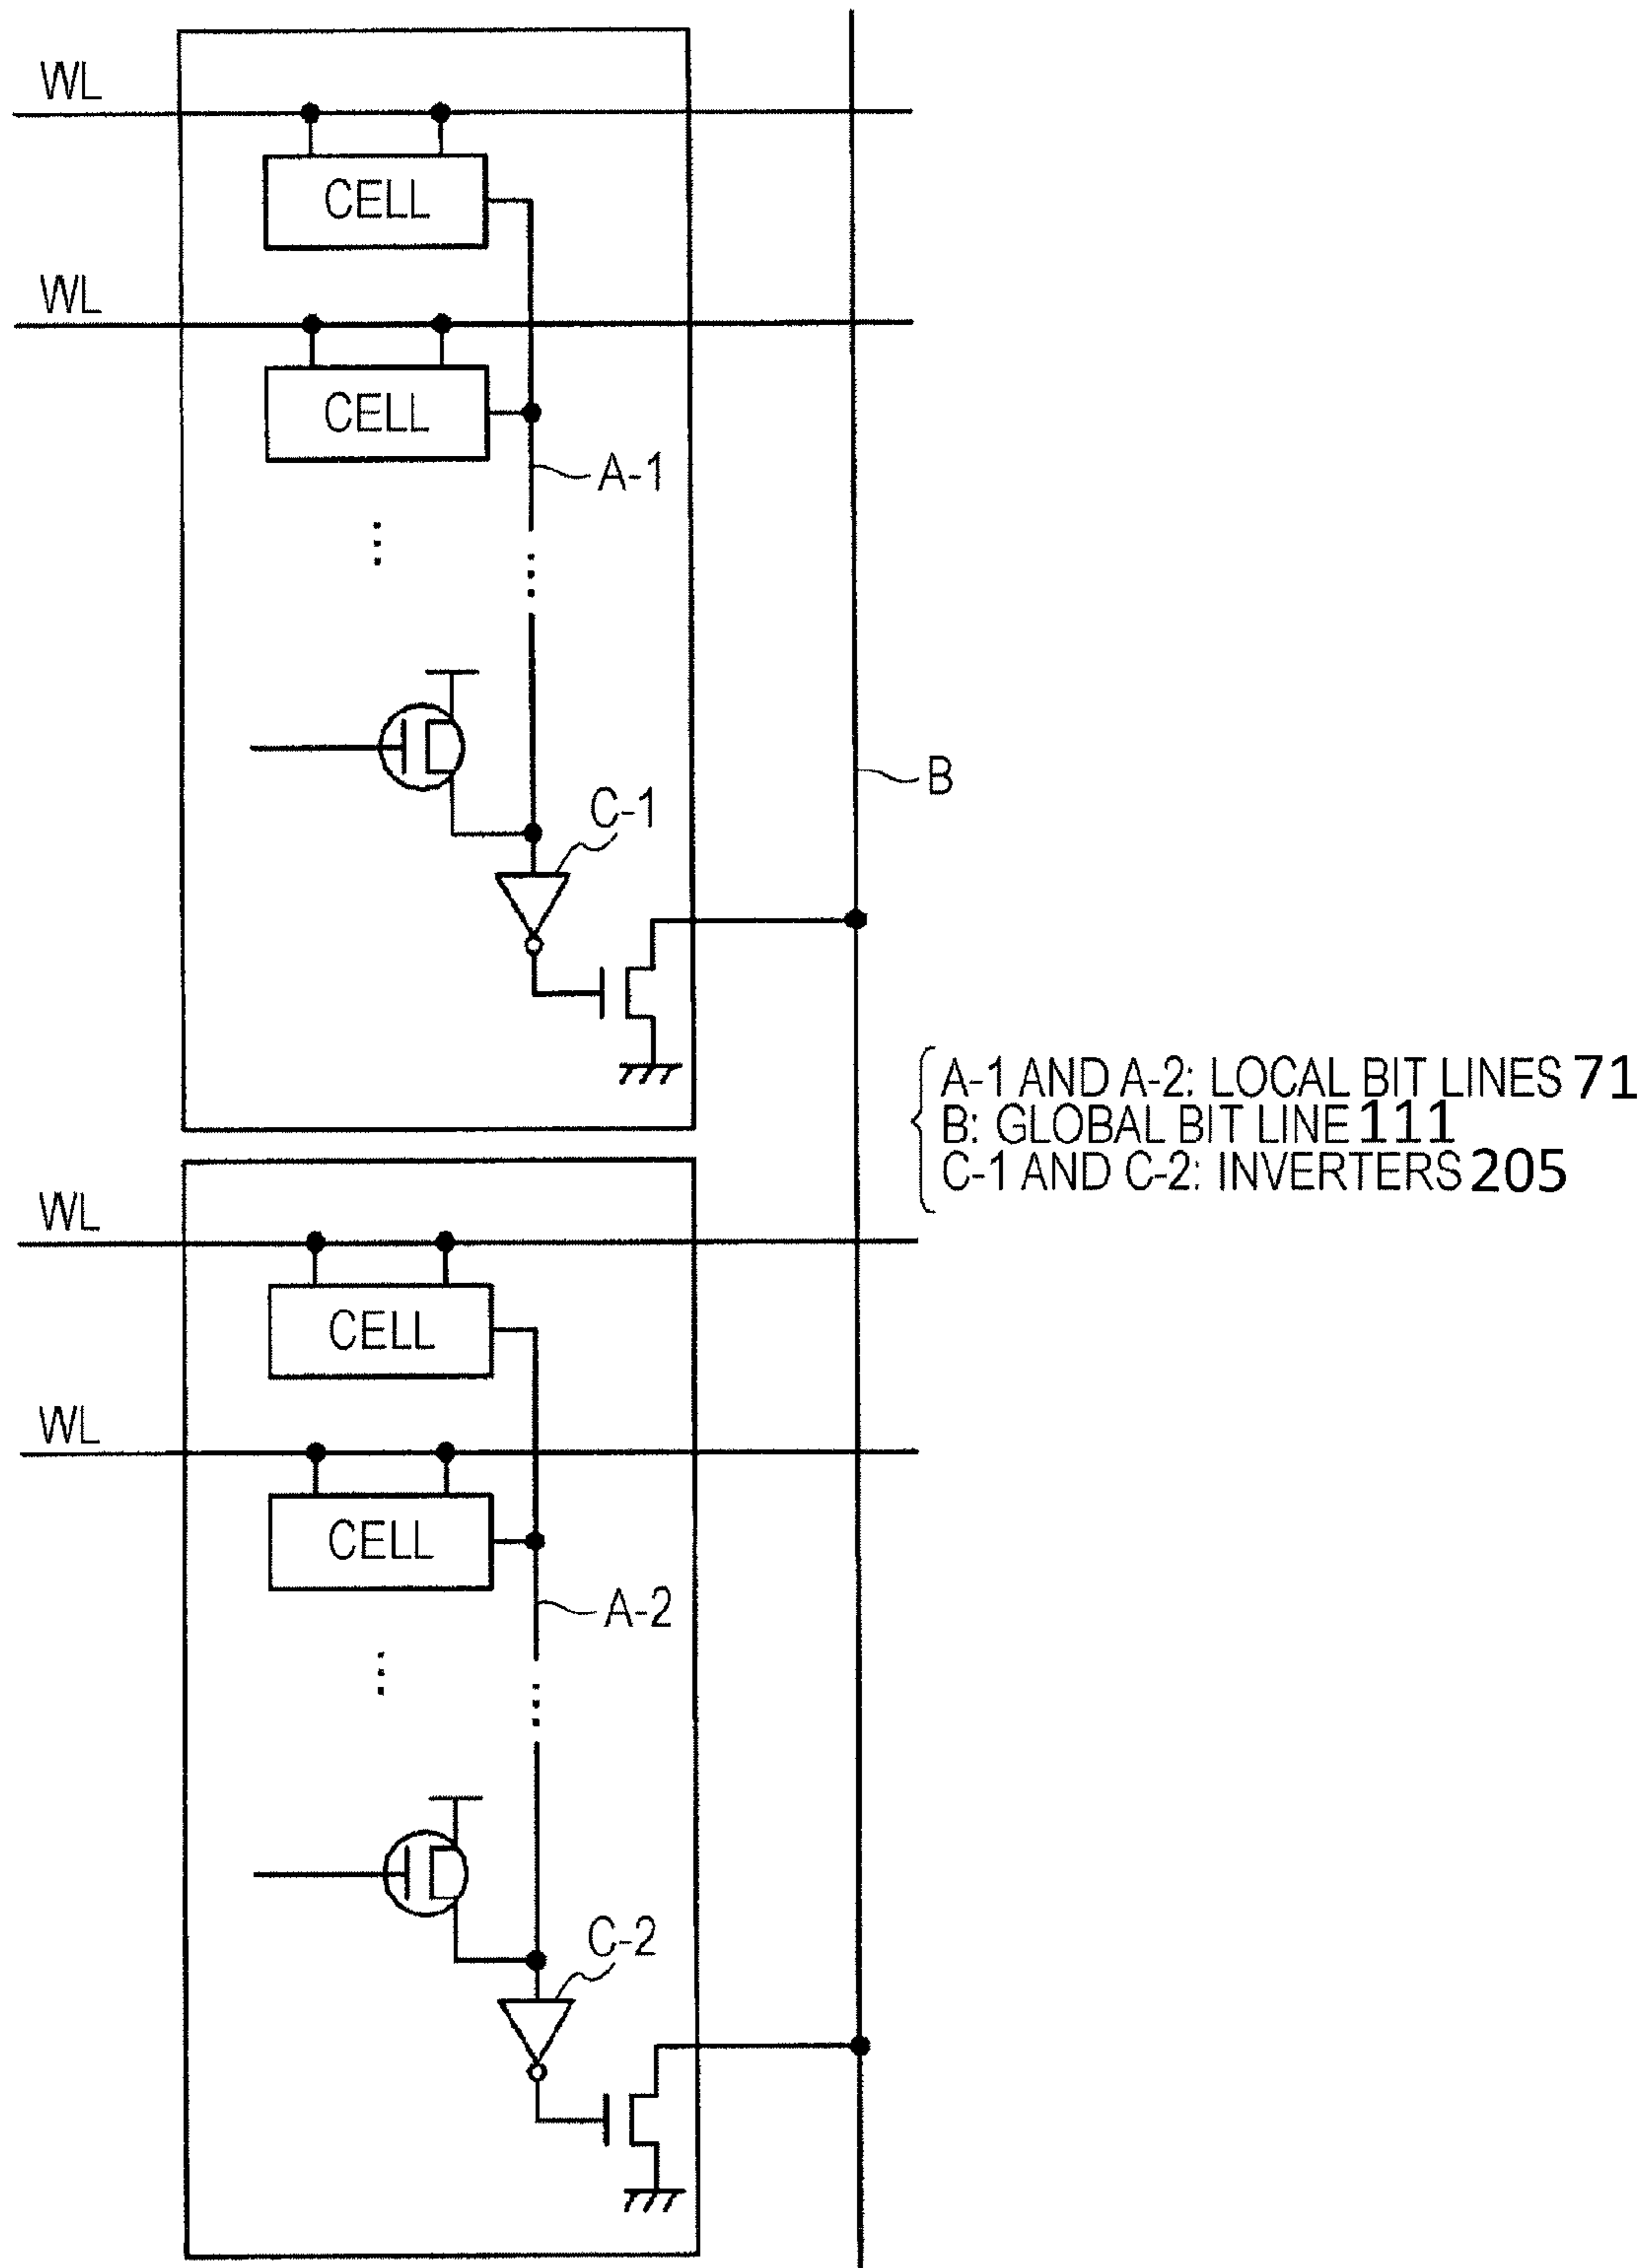 WL
CELL
WL
CELL
A-1
B
C-1
A-1 AND A-2: LOCAL BIT LINES 71
B: GLOBAL BIT LINE 111
C-1 AND C-2: INVERTERS 205
WL
CELL
WL
CELL
A-2
C-2